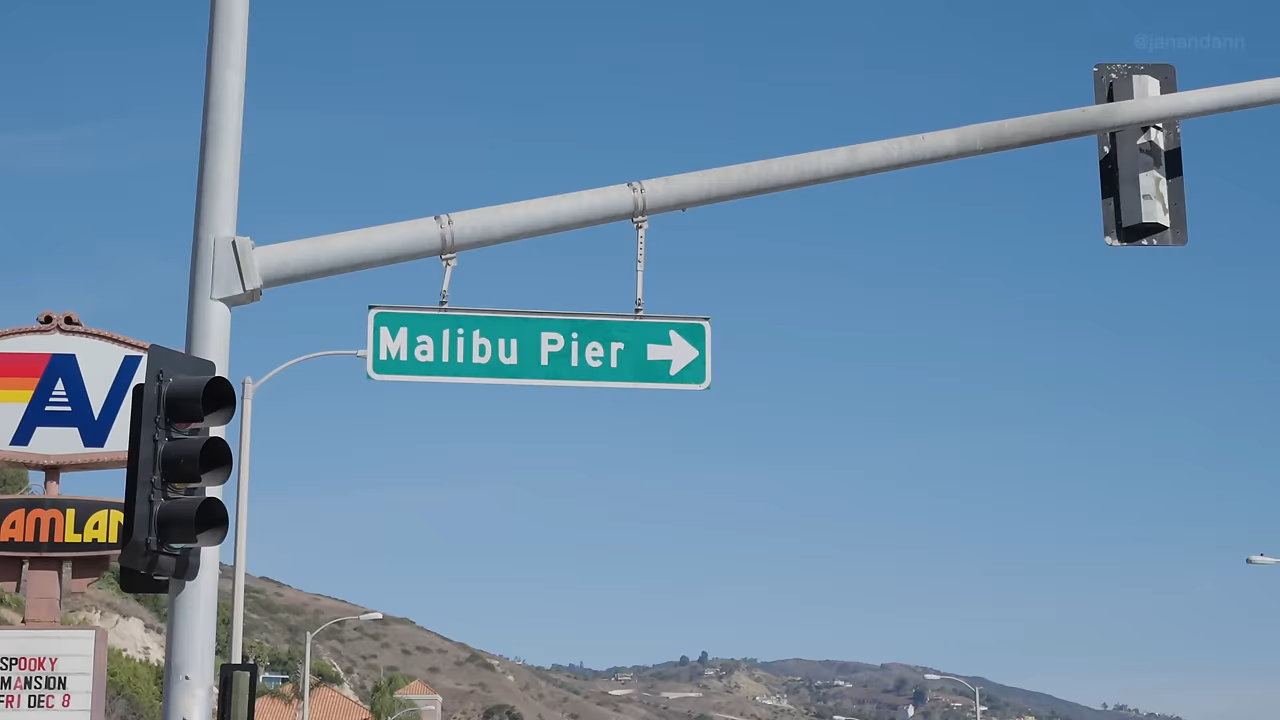 @janandann
Malibu Pier
AV
AMLAN
SPOOKY
MANSION
FRI DEC 8